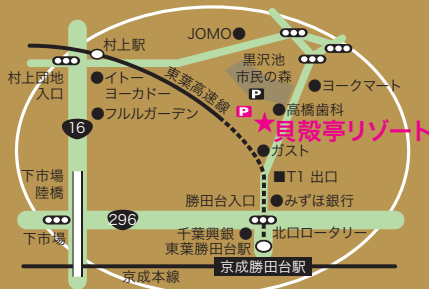 JOMO
村上駅
黒沢池
市民の森
P
村上団地
入口
イトー
ヨーカドー
東葉高速線
ヨークマート
フルルガーデン
P
高橋歯科
貝殻亭リゾート
16
ガスト
T1 出口
下市場
陸橋
勝田台入口
みずほ銀行
296
下市場
千葉興銀
北口ロータリー
東葉勝田台駅
京成勝田台駅
京成本線